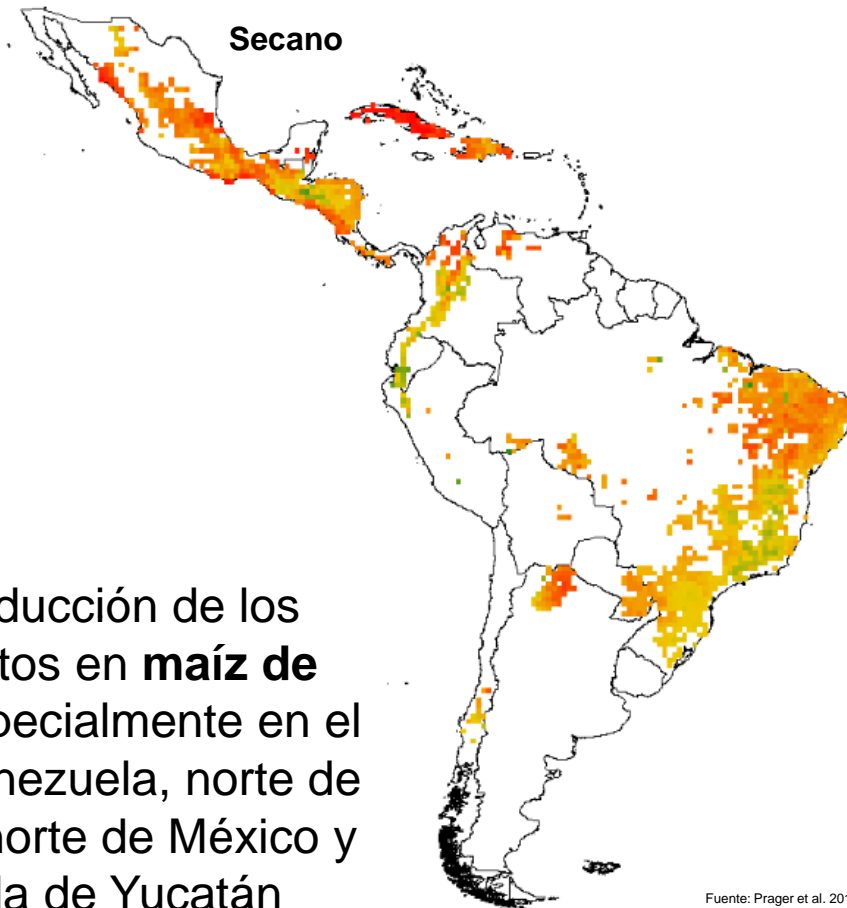 Secano
ducción de los
tos en maíz de
pecialmente en el
nezuela, norte de
norte de México y
la de Yucatán
Fuente: Prager et al. 201